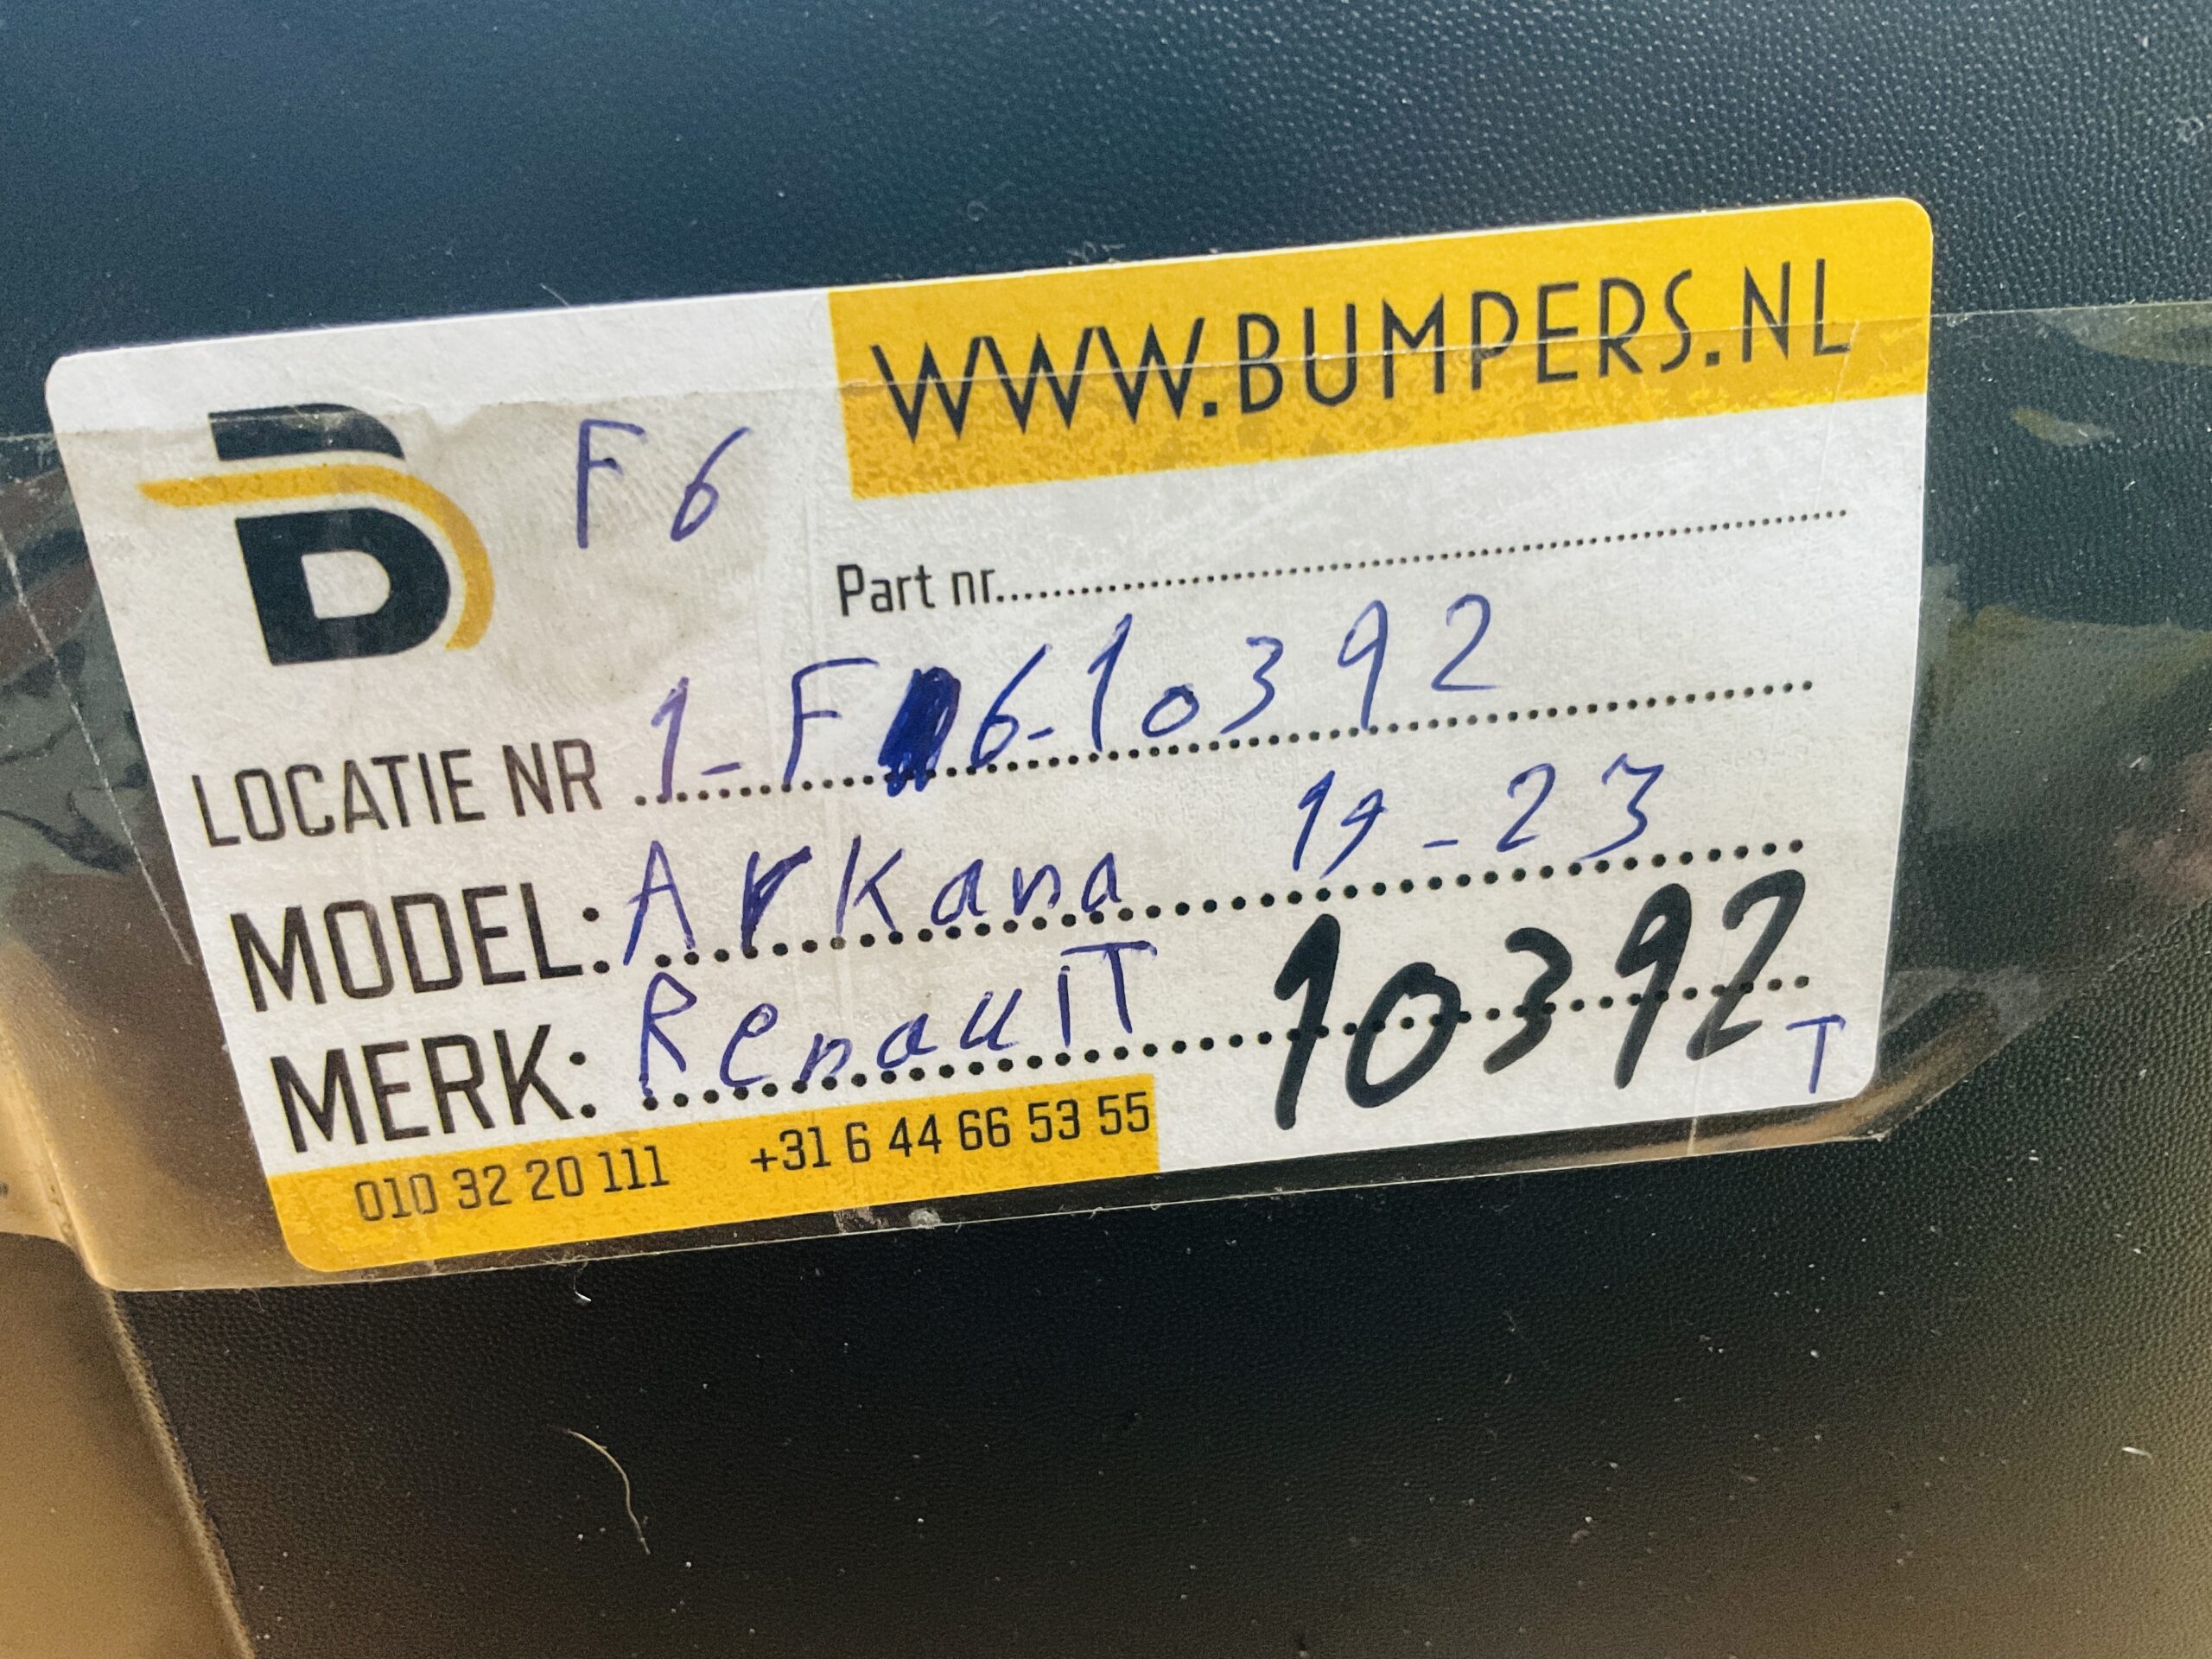 WWW.BUMPERS.NL
B F6
Part nr..........
LOCATIE NR 1-F 6-10392
MODEL: Arkana 19-23
MERK: Renault 10392 T
010 32 20 111 +31 6 44 66 53 55